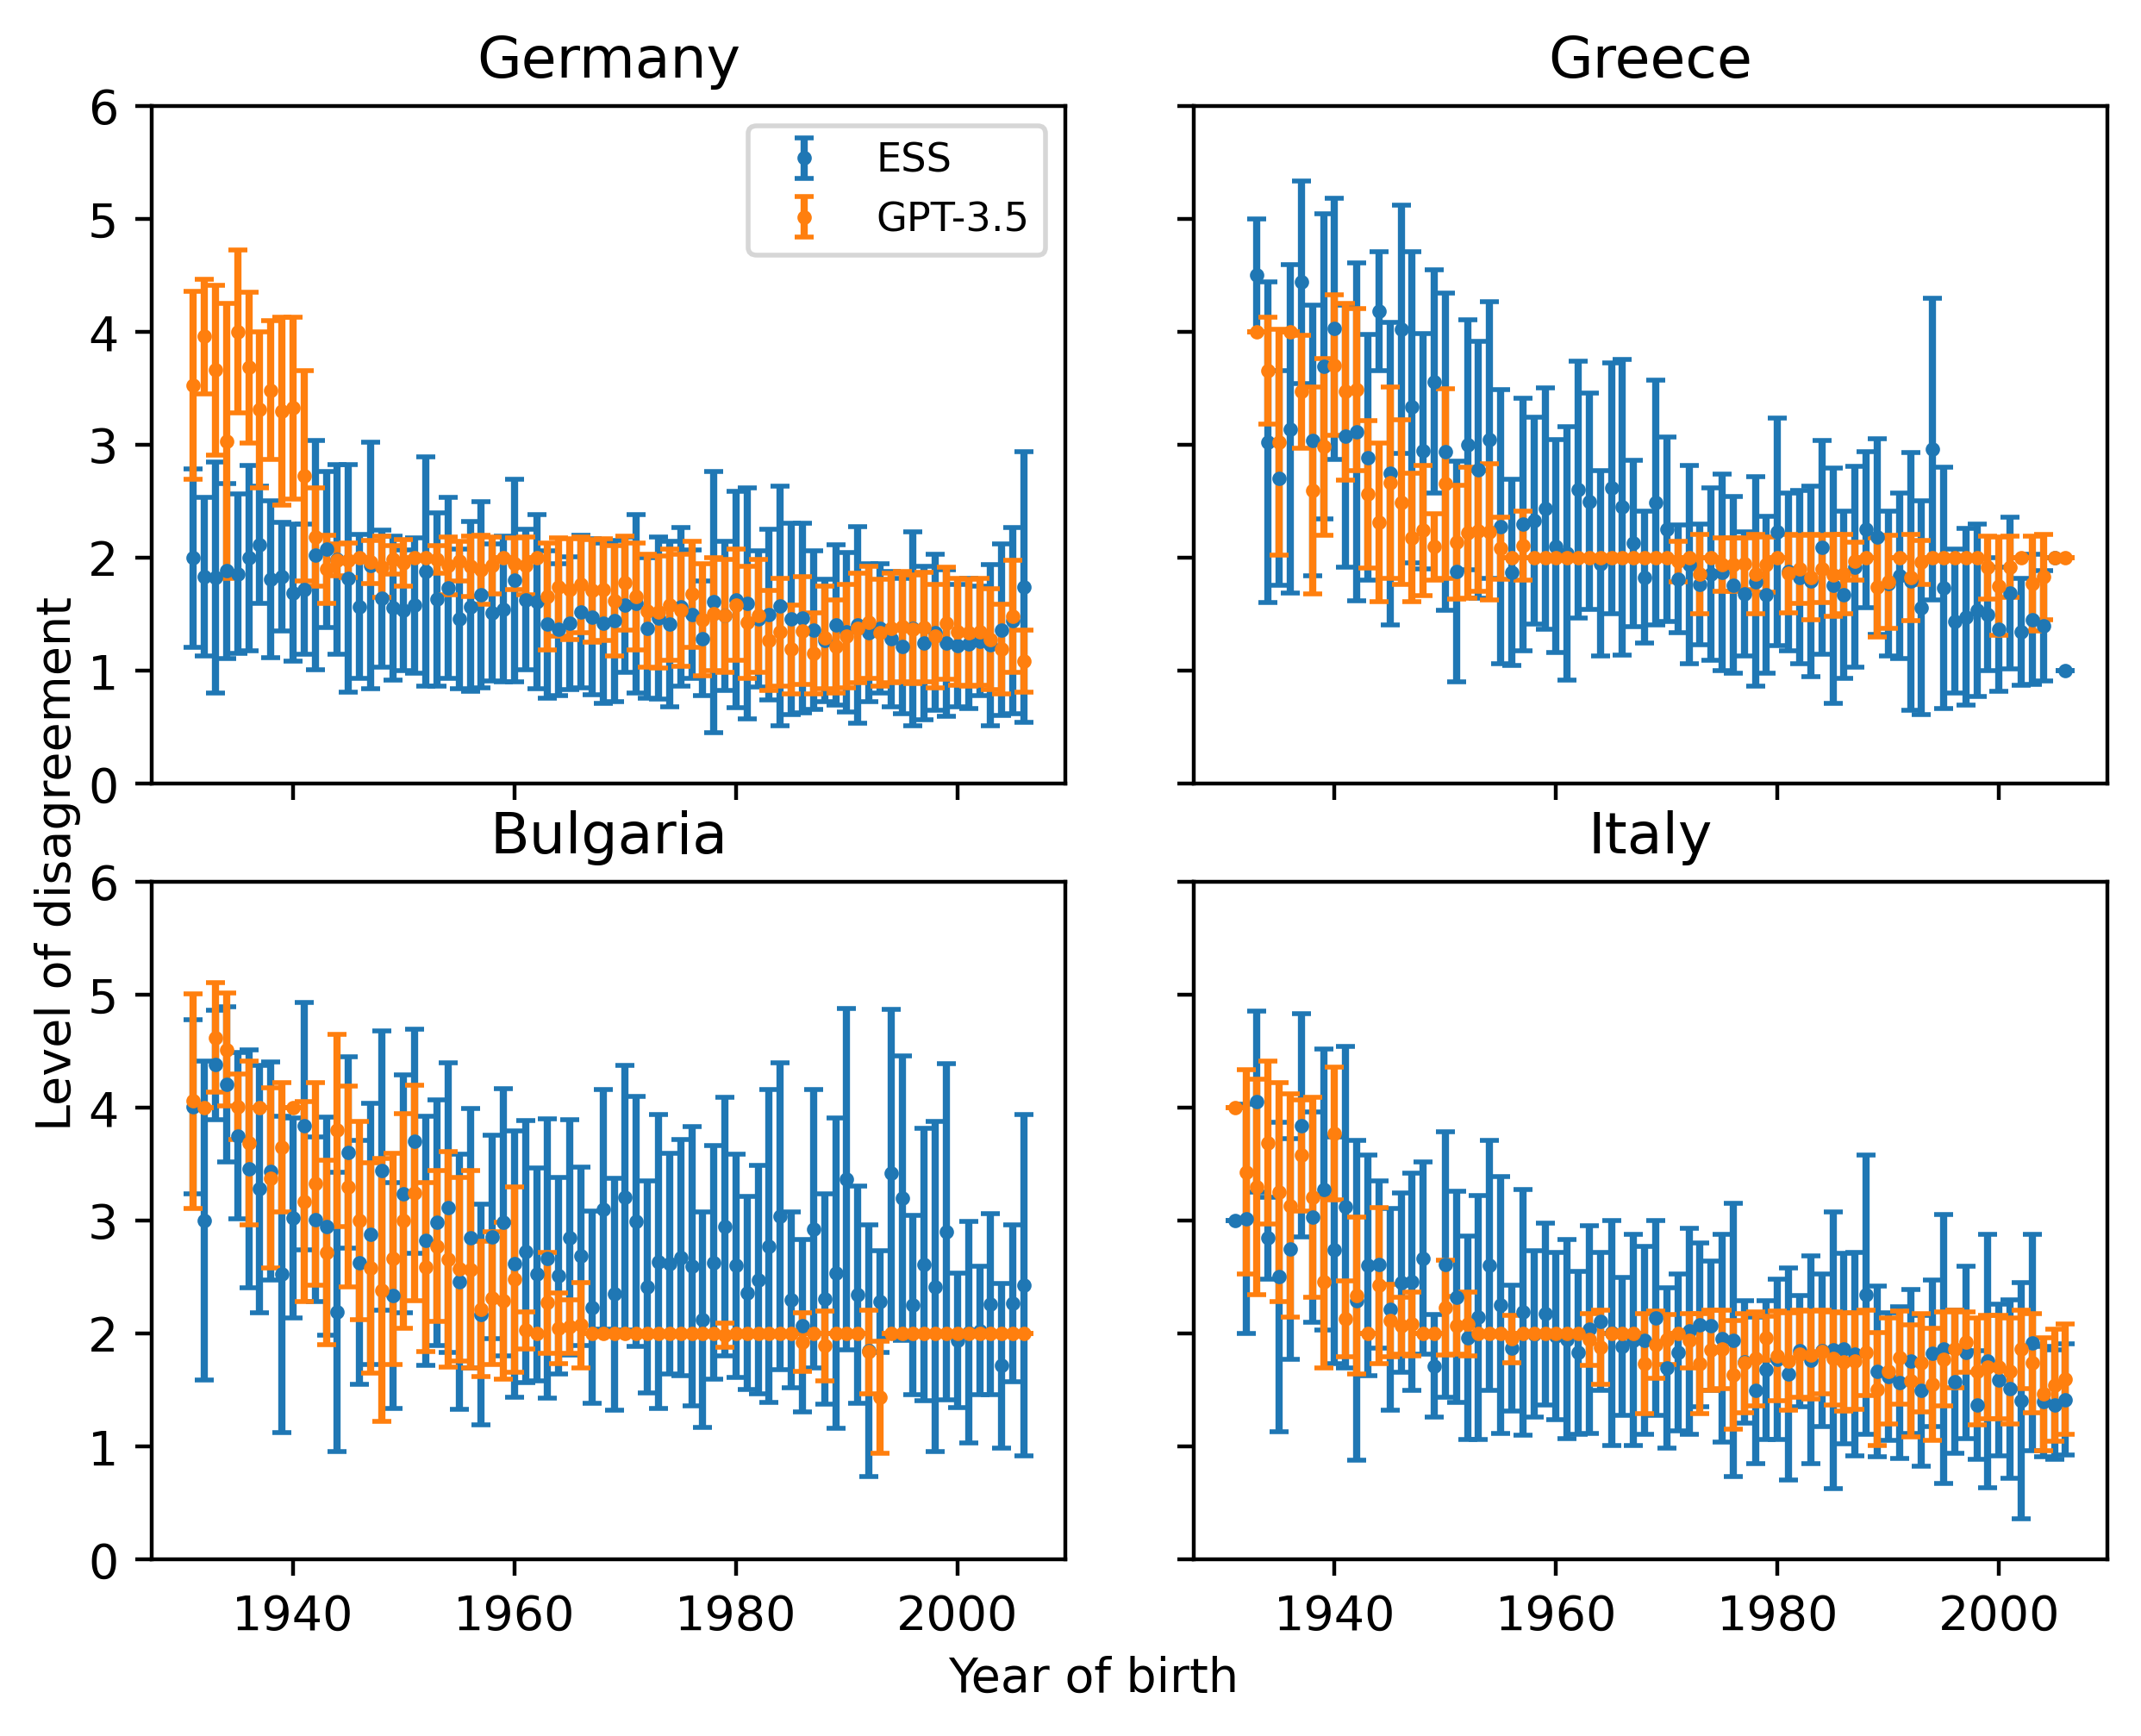 Germany
Greece
6
5
4
3
2
1
0
ESS
GPT-3.5
Level of disagreement
Bulgaria
Italy
6
5
4
3
2
1
0
1940 1960 1980 2000
1940 1960 1980 2000
Year of birth